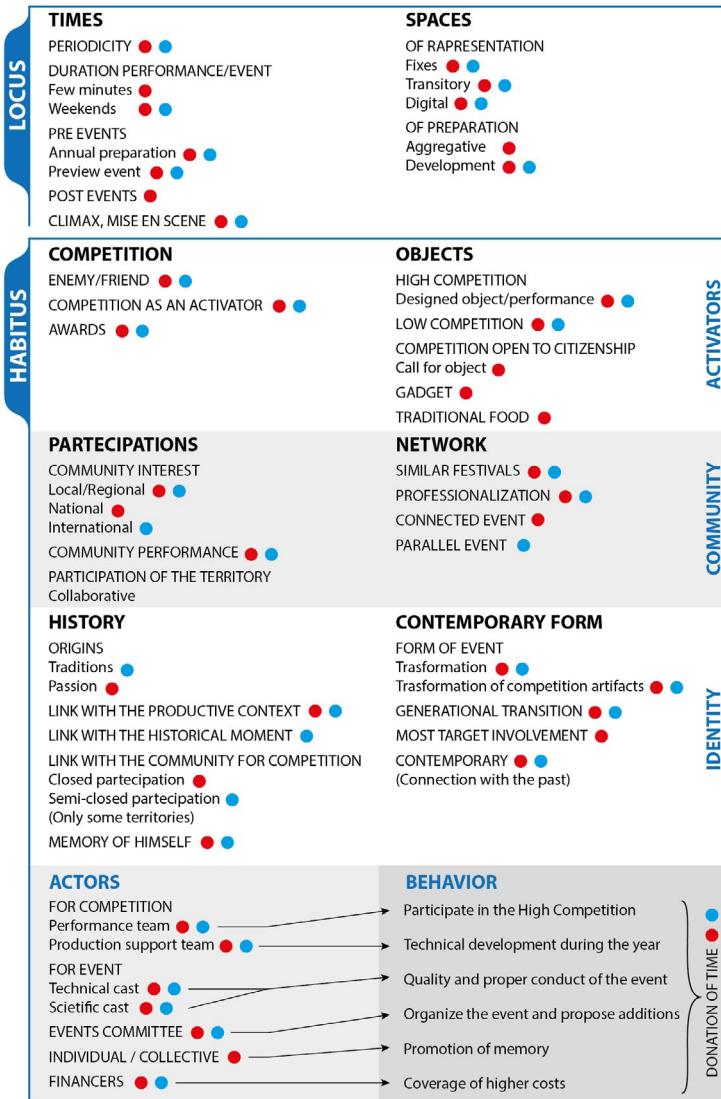 LOCUS
TIMES
PERIODICITY
DURATION PERFORMANCE/EVENT
Few minutes
Weekends
PRE EVENTS
Annual preparation
Preview event
POST EVENTS
CLIMAX, MISE EN SCENE
SPACES
OF RAPRESENTATION
Fixes
Transitory
Digital
OF PREPARATION
Aggregative
Development
HABITUS
COMPETITION
ENEMY/FRIEND
COMPETITION AS AN ACTIVATOR
AWARDS
OBJECTS
HIGH COMPETITION
Designed object/performance
LOW COMPETITION
COMPETITION OPEN TO CITIZENSHIP
Call for object
GADGET
TRADITIONAL FOOD
ACTIVATORS
PARTECIPATIONS
COMMUNITY INTEREST
Local/Regional
National
International
COMMUNITY PERFORMANCE
PARTICIPATION OF THE TERRITORY
Collaborative
NETWORK
SIMILAR FESTIVALS
PROFESSIONALIZATION
CONNECTED EVENT
PARALLEL EVENT
COMMUNITY
HISTORY
ORIGINS
Traditions
Passion
LINK WITH THE PRODUCTIVE CONTEXT
LINK WITH THE HISTORICAL MOMENT
LINK WITH THE COMMUNITY FOR COMPETITION
Closed partecipation
Semi-closed partecipation
(Only some territories)
MEMORY OF HIMSELF
CONTEMPORARY FORM
FORM OF EVENT
Trasformation
Trasformation of competition artifacts
GENERATIONAL TRANSITION
MOST TARGET INVOLVEMENT
CONTEMPORARY
(Connection with the past)
IDENTITY
ACTORS
FOR COMPETITION
Performance team
Production support team
FOR EVENT
Technical cast
Scietific cast
EVENTS COMMITTEE
INDIVIDUAL / COLLECTIVE
FINANCERS
BEHAVIOR
Participate in the High Competition
Technical development during the year
Quality and proper conduct of the event
Organize the event and propose additions
Promotion of memory
Coverage of higher costs
DONATION OF TIME